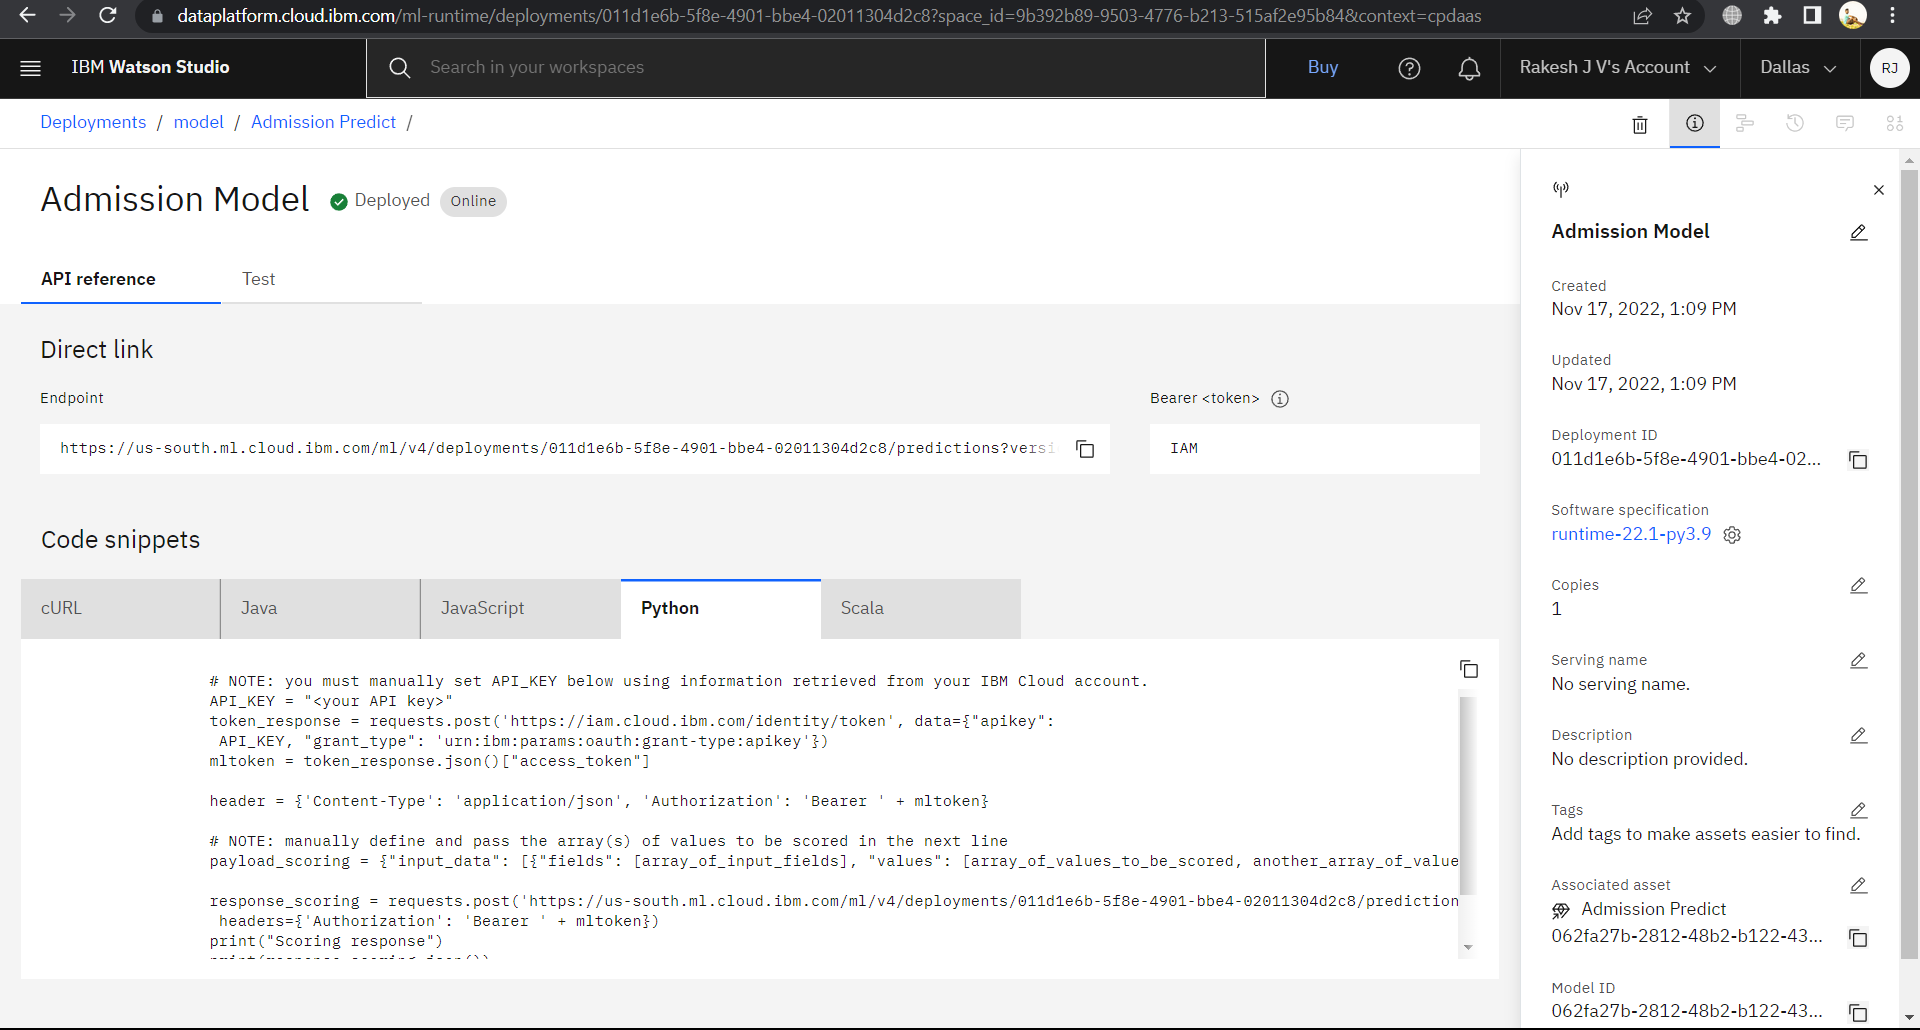 dataplatform.cloud.ibm.com/ml-runtime/deployments/011d1e6b-5f8e-4901-bbe4-02011304d2c8?space_id=9b392b89-9503-4776-b213-515af2e95b84&context=cpdaas
IBM Watson Studio
Search in your workspaces
Buy
Rakesh J V's Account
Dallas
RJ
Deployments / model / Admission Predict /
Admission Model
Deployed
Online
API reference
Test
Direct link
Endpoint
https://us-south.ml.cloud.ibm.com/ml/v4/deployments/011d1e6b-5f8e-4901-bbe4-02011304d2c8/predictions?versi
Bearer <token>
IAM
Code snippets
cURL
Java
JavaScript
Python
Scala
# NOTE: you must manually set API_KEY below using information retrieved from your IBM Cloud account.
API_KEY = "<your API key>"
token_response = requests.post('https://iam.cloud.ibm.com/identity/token', data={"apikey":
API_KEY, "grant_type": 'urn:ibm:params:oauth:grant-type:apikey'})
mltoken = token_response.json()["access_token"]
header = {'Content-Type': 'application/json', 'Authorization': 'Bearer ' + mltoken}
# NOTE: manually define and pass the array(s) of values to be scored in the next line
payload_scoring = {"input_data": [{"fields": [array_of_input_fields], "values": [array_of_values_to_be_scored, another_array_of_value
response_scoring = requests.post('https://us-south.ml.cloud.ibm.com/ml/v4/deployments/011d1e6b-5f8e-4901-bbe4-02011304d2c8/prediction
headers={'Authorization': 'Bearer ' + mltoken})
print("Scoring response")
Admission Model
Created
Nov 17, 2022, 1:09 PM
Updated
Nov 17, 2022, 1:09 PM
Deployment ID
011d1e6b-5f8e-4901-bbe4-02...
Software specification
runtime-22.1-py3.9
Copies
1
Serving name
No serving name.
Description
No description provided.
Tags
Add tags to make assets easier to find.
Associated asset
Admission Predict
062fa27b-2812-48b2-b122-43...
Model ID
062fa27b-2812-48b2-b122-43...